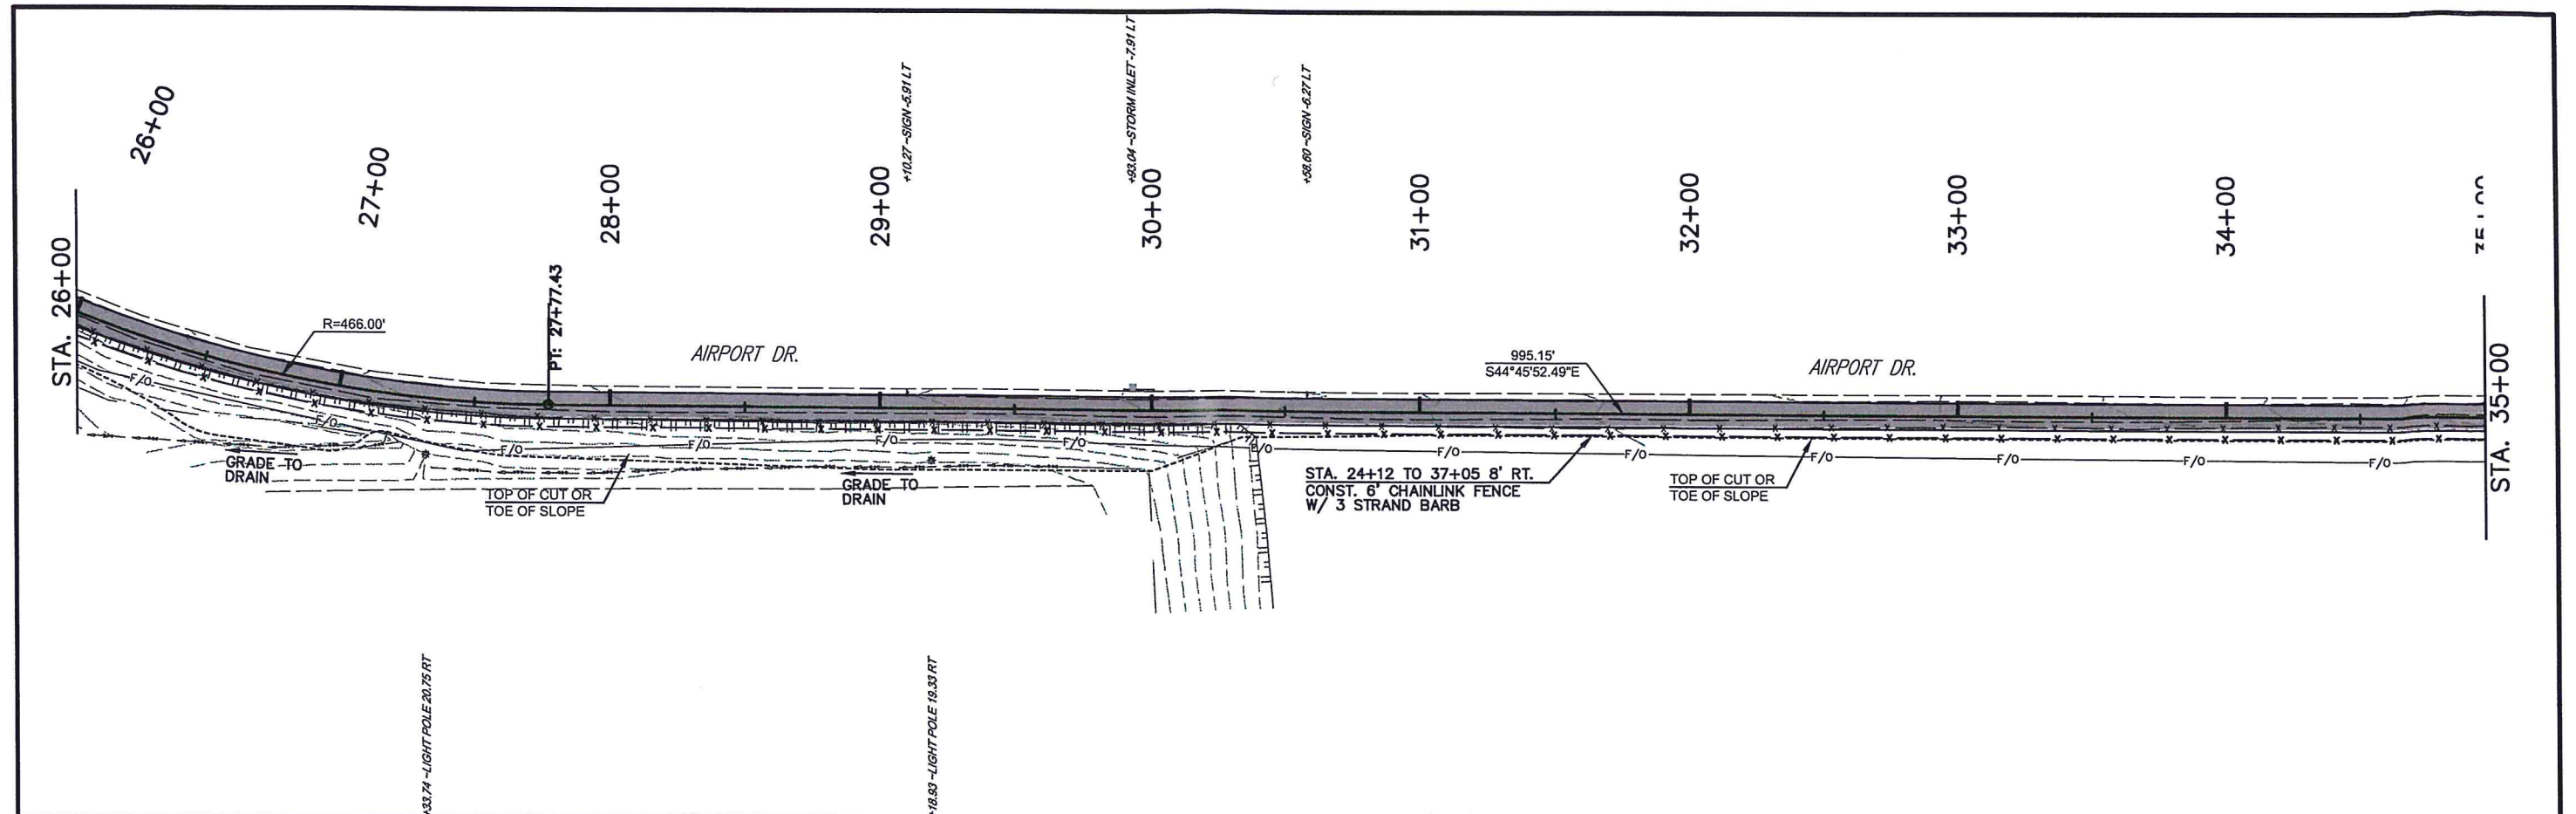 +10.27 -SIGN -5.91 LT
+93.04 -STORM INLET -7.91 LT
+58.60 -SIGN -6.27 LT
26+00
27+00
28+00
29+00
30+00
31+00
32+00
33+00
34+00
STA. 26+00
R=466.00'
PT: 27+77.43
AIRPORT DR.
995.15'
S44°45'52.49"E
AIRPORT DR.
STA. 35+00
F/O
F/O
F/O
F/O
F/O
F/O
F/O
F/O
F/O
F/O
F/O
F/O
F/O
GRADE TO
DRAIN
TOP OF CUT OR
TOE OF SLOPE
GRADE TO
DRAIN
STA. 24+12 TO 37+05 8' RT.
CONST. 6' CHAINLINK FENCE
W/ 3 STRAND BARB
TOP OF CUT OR
TOE OF SLOPE
+33.74 -LIGHT POLE 20.75 RT
+18.93 -LIGHT POLE 19.33 RT